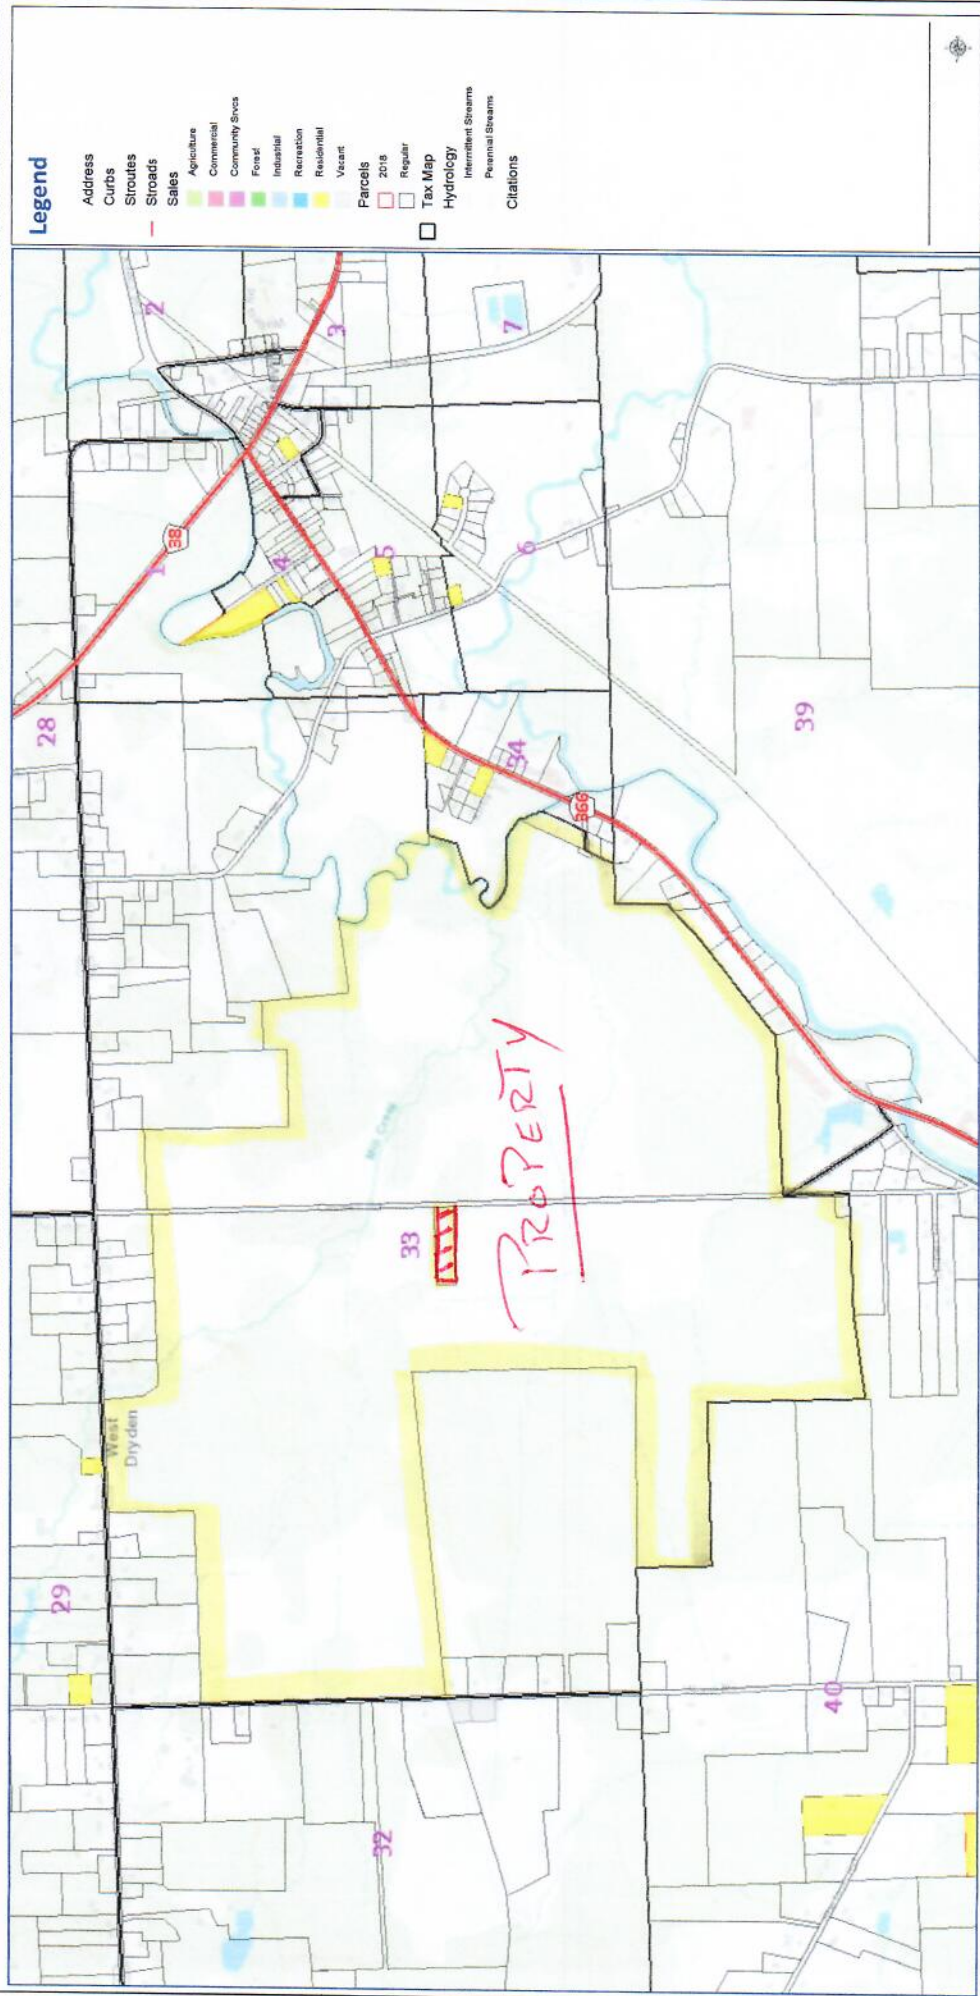 Legend
Address
Curbs
Stroutes
Stroads
Sales
Agriculture
Commercial
Community Srvcs
Forest
Industrial
Recreation
Residential
Vacant
Parcels
2018
Regular
Tax Map
Hydrology
Intermittent Streams
Perennial Streams
Citations
29
28
2
1
38
3
4
5
7
6
34
366
39
West
Dryden
33
PROPERTY
32
40